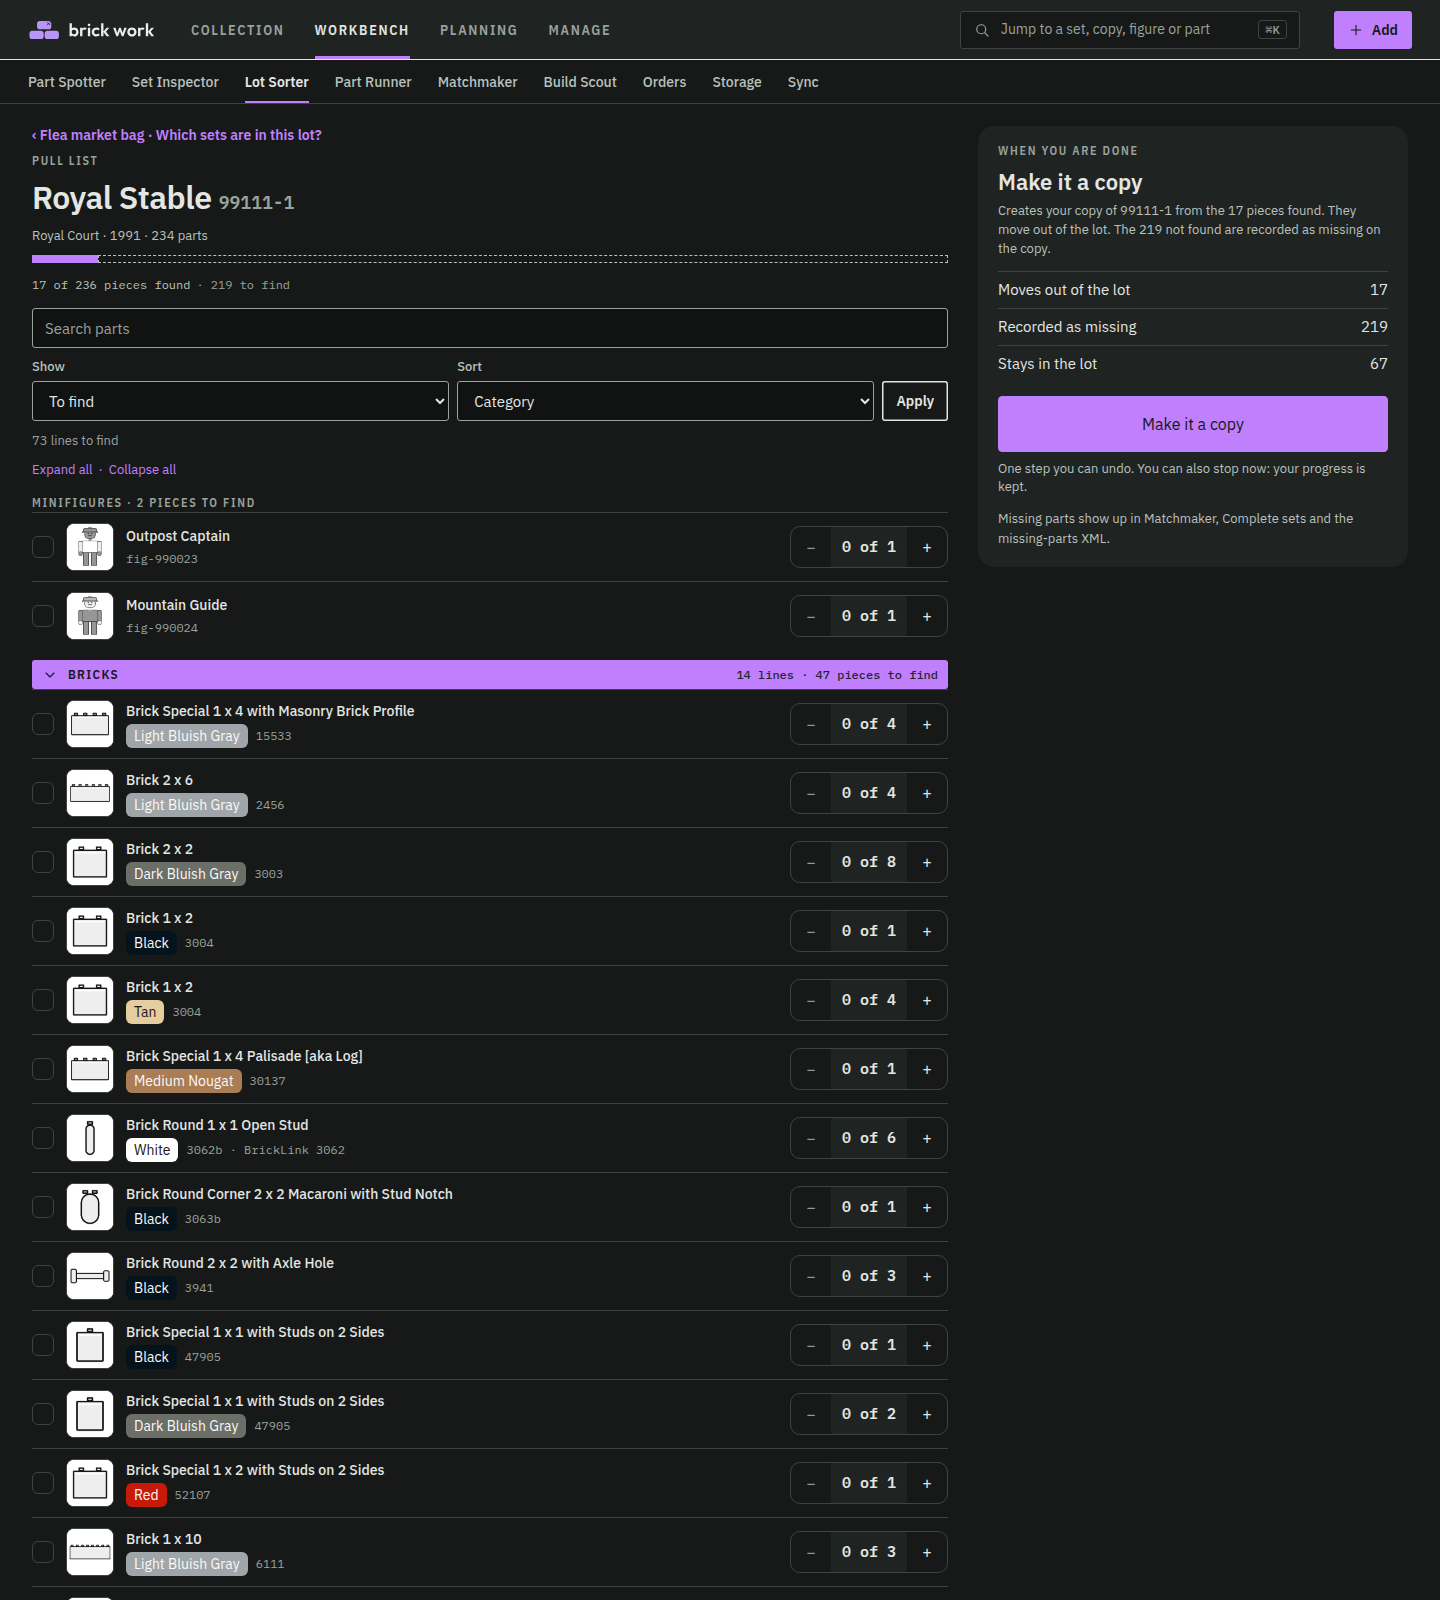 brick work
COLLECTION
WORKBENCH
PLANNING
MANAGE
Jump to a set, copy, figure or part
⌘K
+ Add
Part Spotter
Set Inspector
Lot Sorter
Part Runner
Matchmaker
Build Scout
Orders
Storage
Sync
‹ Flea market bag · Which sets are in this lot?
PULL LIST
Royal Stable 99111-1
Royal Court · 1991 · 234 parts
17 of 236 pieces found · 219 to find
Search parts
Show
Sort
To find
Category
Apply
73 lines to find
Expand all · Collapse all
MINIFIGURES · 2 PIECES TO FIND
Outpost Captain
fig-990023
− 0 of 1 +
Mountain Guide
fig-990024
− 0 of 1 +
BRICKS
14 lines · 47 pieces to find
Brick Special 1 x 4 with Masonry Brick Profile
Light Bluish Gray 15533
− 0 of 4 +
Brick 2 x 6
Light Bluish Gray 2456
− 0 of 4 +
Brick 2 x 2
Dark Bluish Gray 3003
− 0 of 8 +
Brick 1 x 2
Black 3004
− 0 of 1 +
Brick 1 x 2
Tan 3004
− 0 of 4 +
Brick Special 1 x 4 Palisade [aka Log]
Medium Nougat 30137
− 0 of 1 +
Brick Round 1 x 1 Open Stud
White 3062b · BrickLink 3062
− 0 of 6 +
Brick Round Corner 2 x 2 Macaroni with Stud Notch
Black 3063b
− 0 of 1 +
Brick Round 2 x 2 with Axle Hole
Black 3941
− 0 of 3 +
Brick Special 1 x 1 with Studs on 2 Sides
Black 47905
− 0 of 1 +
Brick Special 1 x 1 with Studs on 2 Sides
Dark Bluish Gray 47905
− 0 of 2 +
Brick Special 1 x 2 with Studs on 2 Sides
Red 52107
− 0 of 1 +
Brick 1 x 10
Light Bluish Gray 6111
− 0 of 3 +
WHEN YOU ARE DONE
Make it a copy
Creates your copy of 99111-1 from the 17 pieces found. They
move out of the lot. The 219 not found are recorded as missing on
the copy.
Moves out of the lot 17
Recorded as missing 219
Stays in the lot 67
Make it a copy
One step you can undo. You can also stop now: your progress is
kept.
Missing parts show up in Matchmaker, Complete sets and the
missing-parts XML.